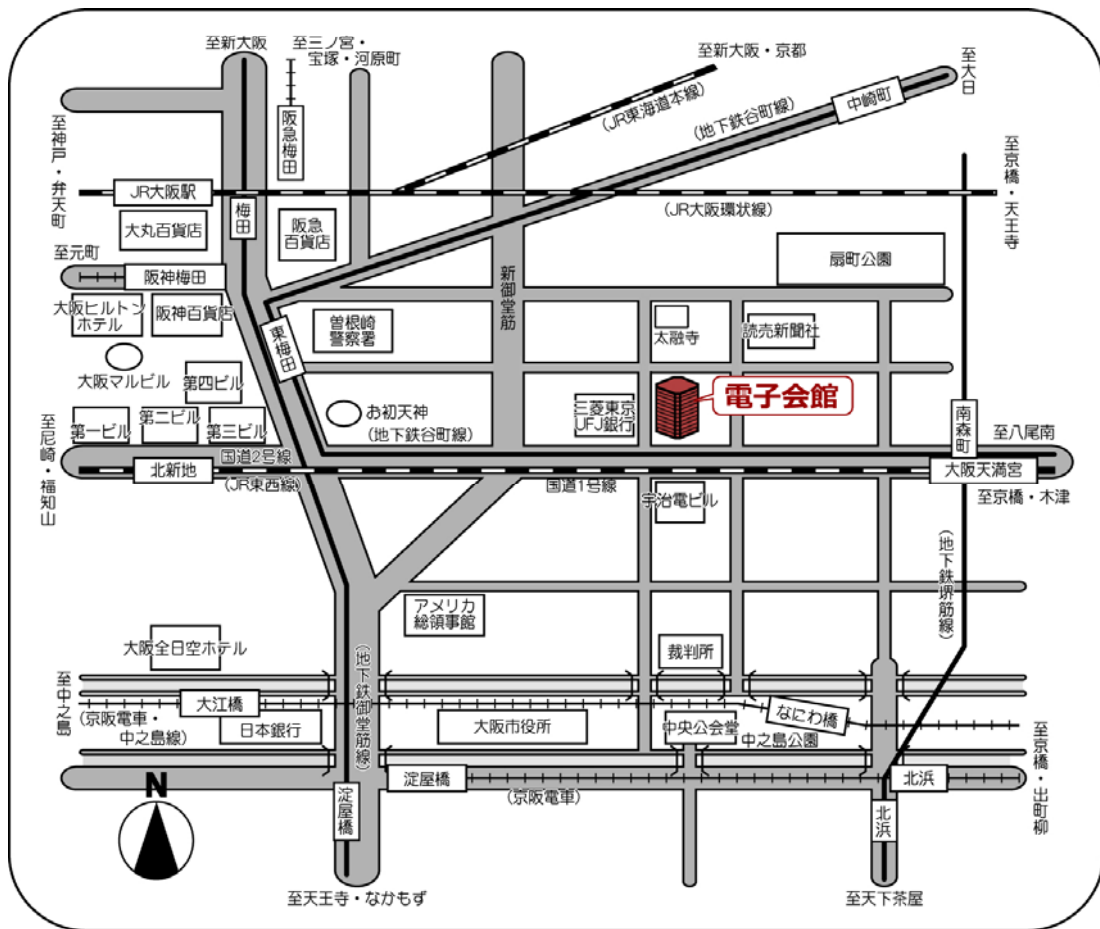 至新大阪
至三ノ宮・
宝塚・河原町
至新大阪・京都
至大日
(JR東海道本線)
(地下鉄谷町線)
中崎町
至神戸・弁天町
阪急梅田
至京橋・天王寺
JR大阪駅
梅田
(JR大阪環状線)
大丸百貨店
阪急
百貨店
扇町公園
至元町
阪神梅田
新御堂筋
大阪ヒルトン
ホテル
阪神百貨店
東梅田
曽根崎
警察署
太融寺
読売新聞社
大阪マルビル
第四ビル
電子会館
お初天神
(地下鉄谷町線)
三菱東京
UFJ銀行
南森町
至八尾南
至尼崎・福知山
第一ビル
第二ビル
第三ビル
国道2号線
北新地
(JR東西線)
国道1号線
大阪天満宮
宇治電ビル
至京橋・木津
(地下鉄堺筋線)
アメリカ
総領事館
大阪全日空ホテル
裁判所
(地下鉄御堂筋線)
至中之島
大江橋
(京阪電車・
中之島線)
日本銀行
大阪市役所
中央公会堂
なにわ橋
中之島公園
至京橋・出町柳
淀屋橋
(京阪電車)
北浜
N
淀屋橋
北浜
至天王寺・なかもず
至天下茶屋